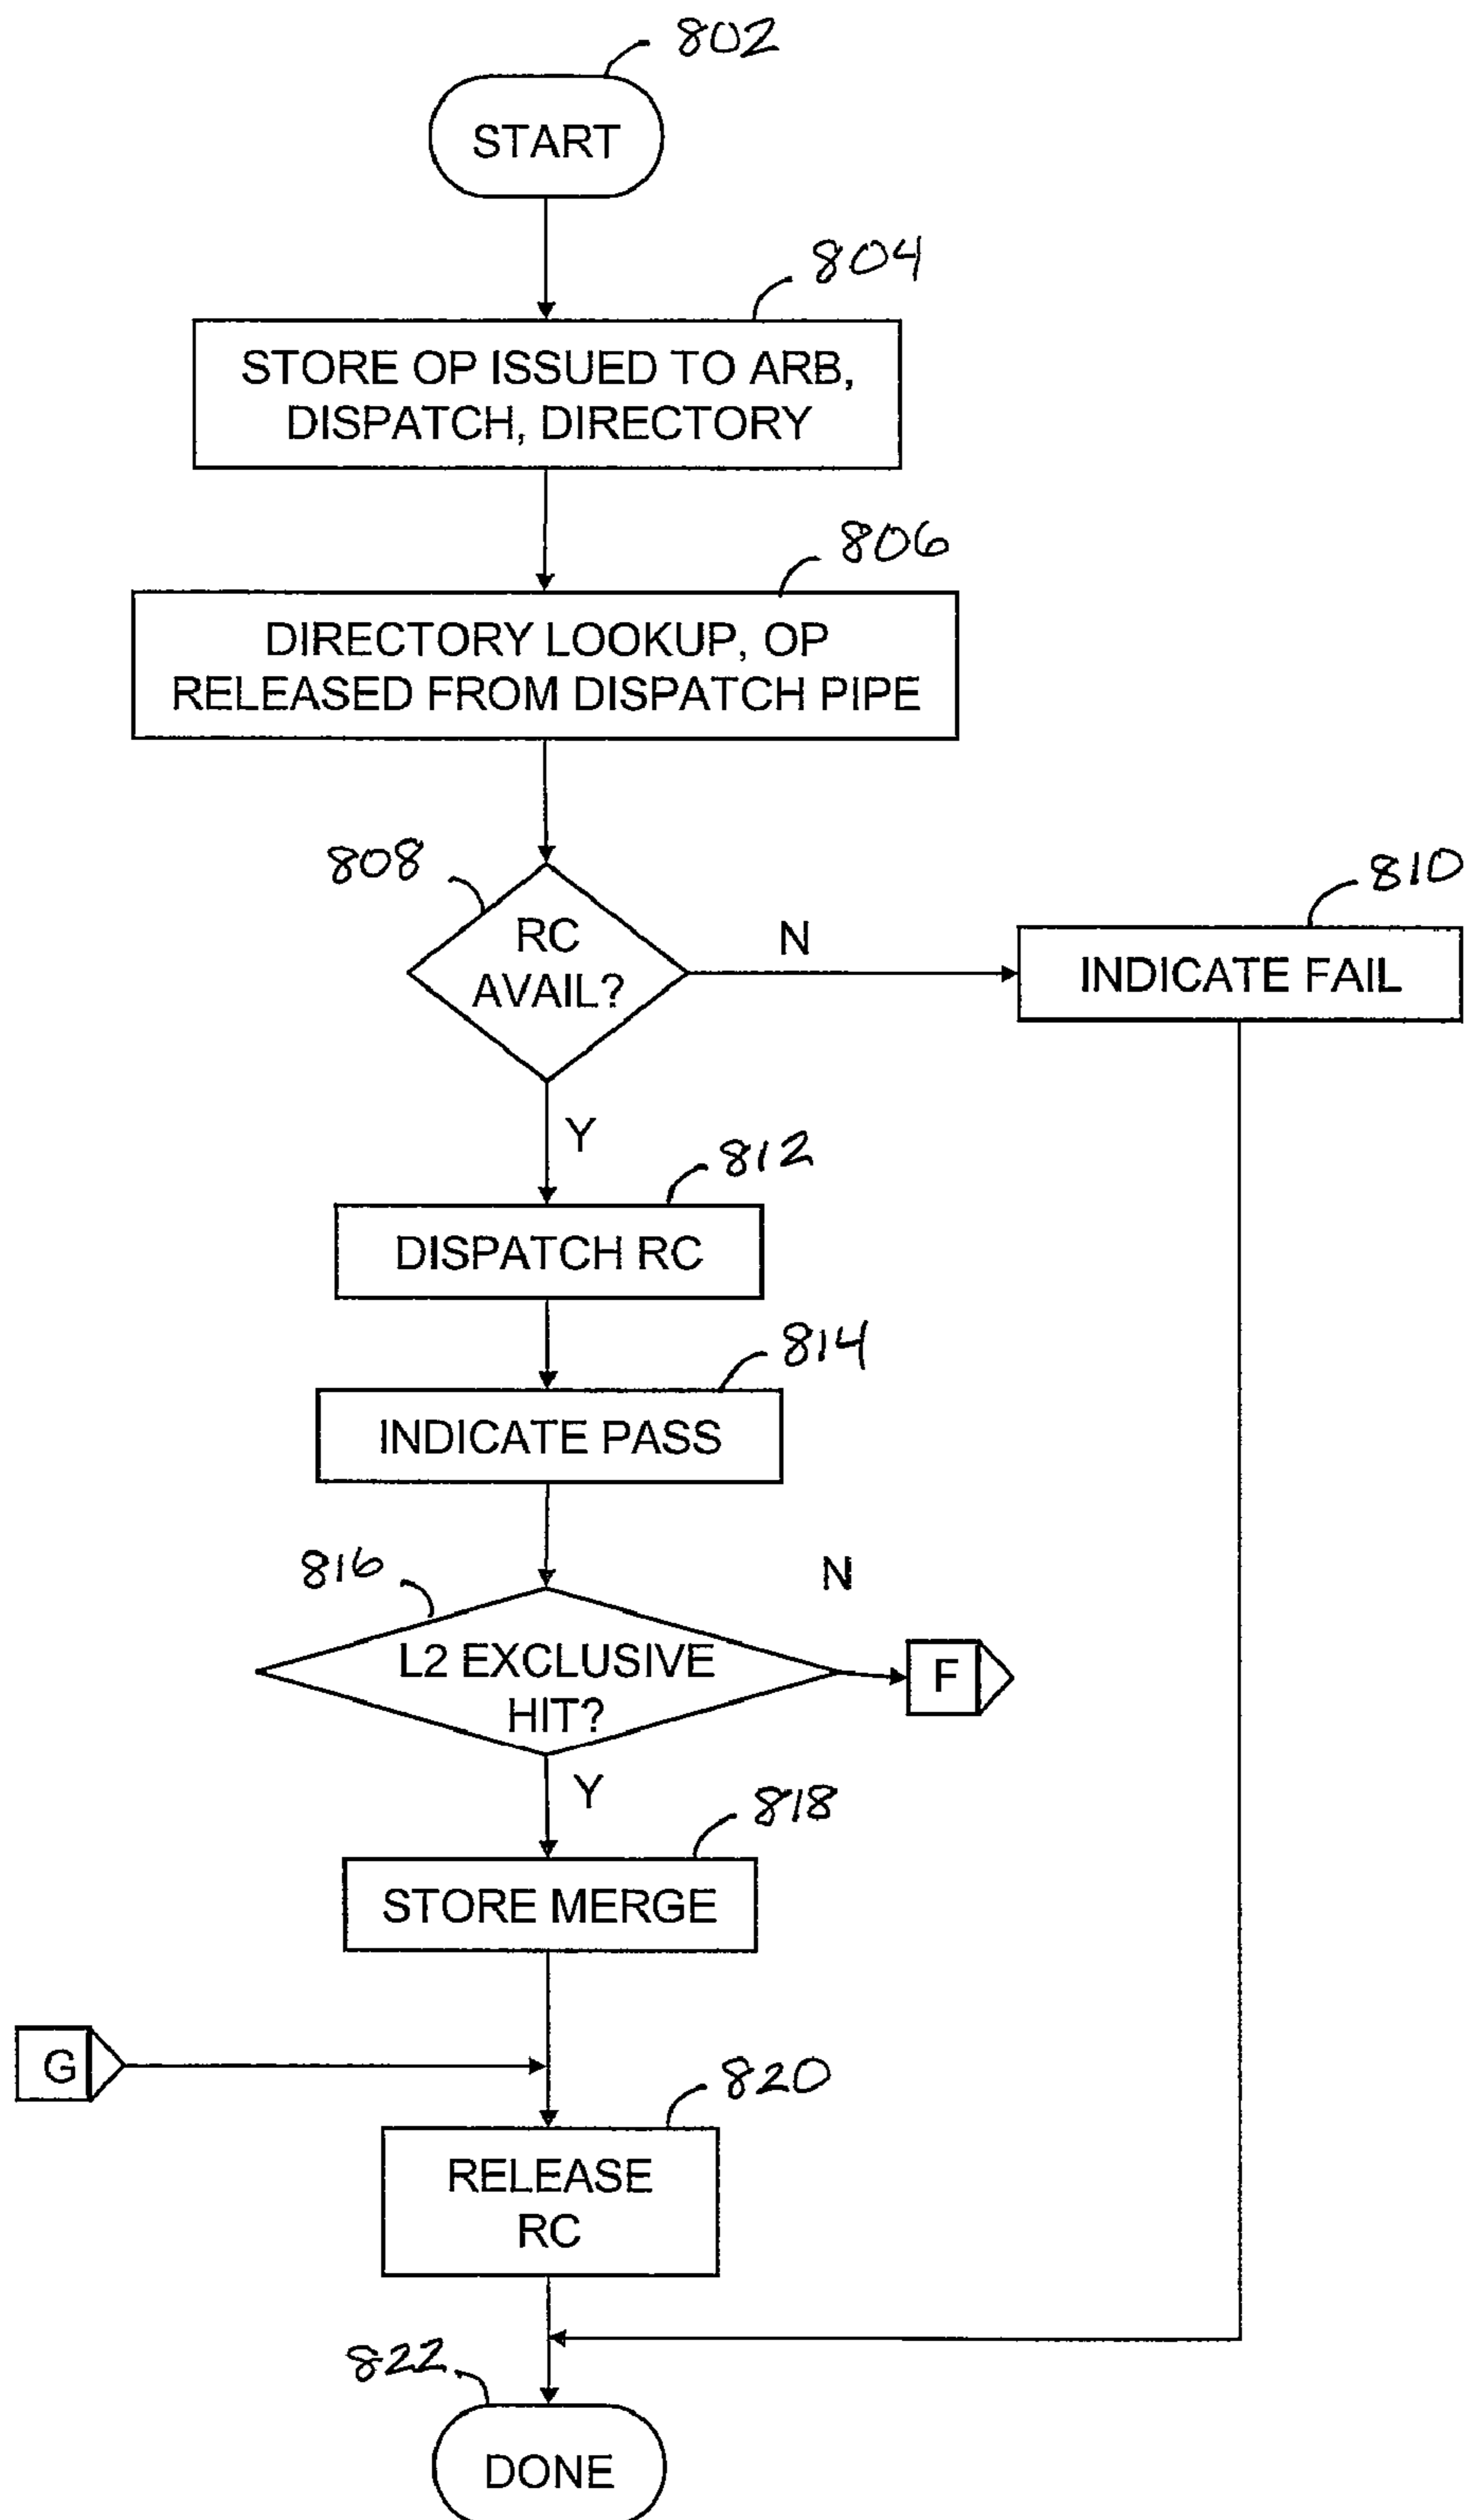 802
START
804
STORE OP ISSUED TO ARB,
DISPATCH, DIRECTORY
806
DIRECTORY LOOKUP, OP
RELEASED FROM DISPATCH PIPE
808
RC
AVAIL?
N
810
INDICATE FAIL
Y
812
DISPATCH RC
814
INDICATE PASS
816
N
L2 EXCLUSIVE
HIT?
F
Y
818
STORE MERGE
G
820
RELEASE
RC
822
DONE